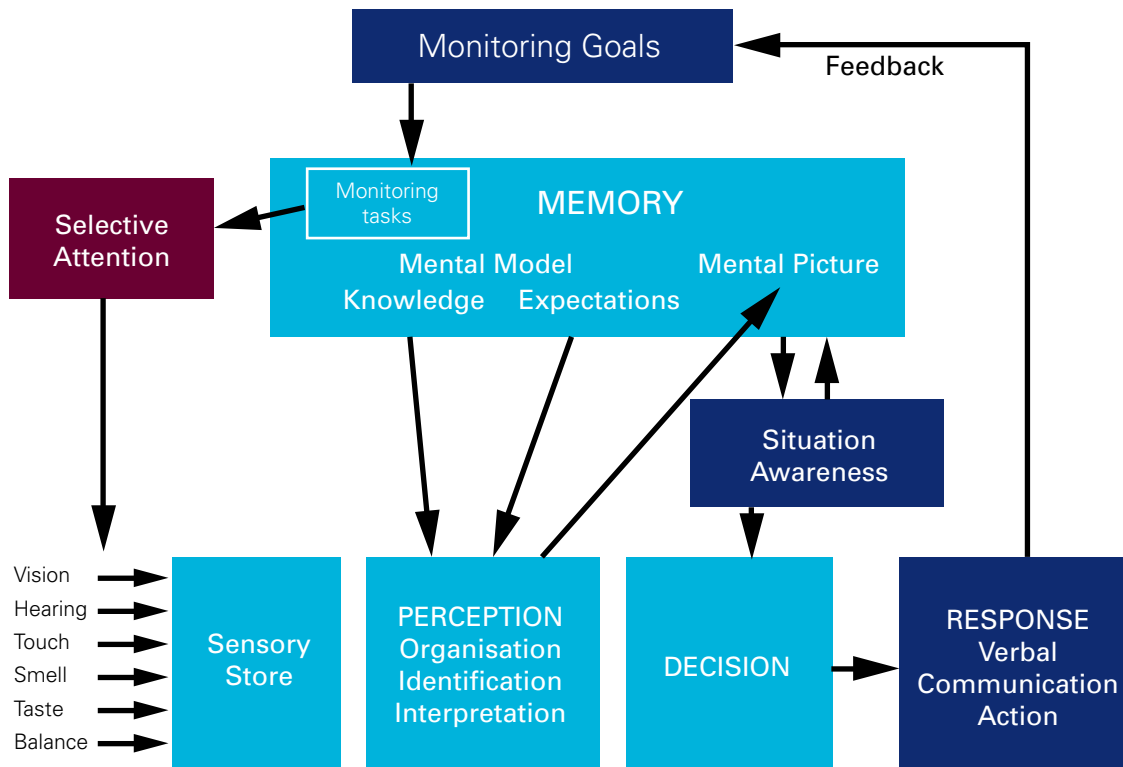 Monitoring Goals
Feedback
Monitoring
tasks
MEMORY
Selective
Attention
Mental Model
Mental Picture
Knowledge
Expectations
Situation
Awareness
Vision
Hearing
Touch
Smell
Taste
Balance
Sensory
Store
PERCEPTION
Organisation
Identification
Interpretation
DECISION
RESPONSE
Verbal
Communication
Action